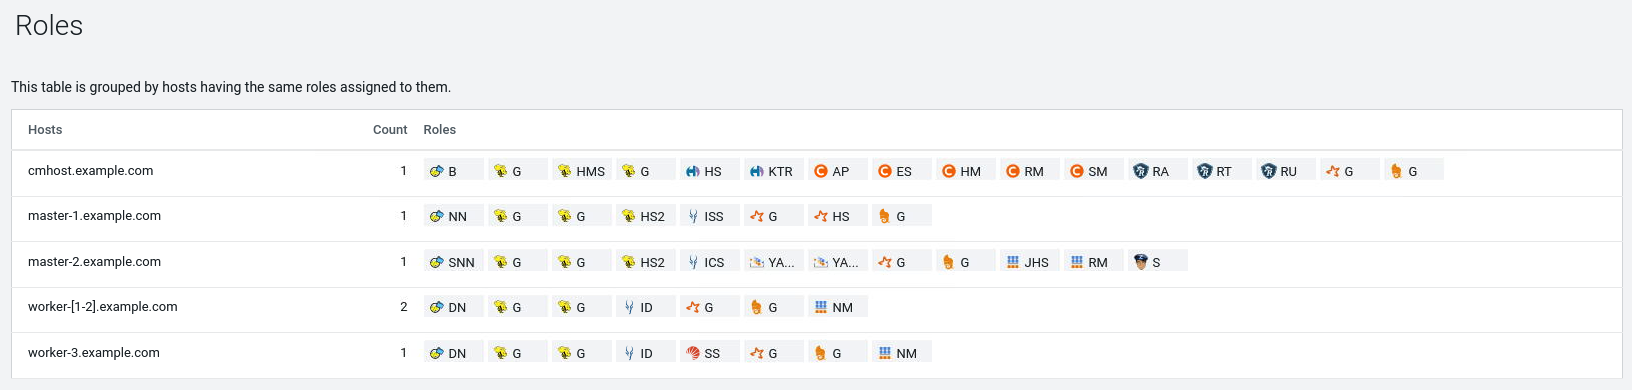 Roles
This table is grouped by hosts having the same roles assigned to them.
Hosts Count Roles
cmhost.example.com 1 B G HMS G HS KTR AP ES HM RM SM RA RT RU G G
master-1.example.com 1 NN G G HS2 ISS G HS G
master-2.example.com 1 SNN G G HS2 ICS YA... YA... G G JHS RM S
worker-[1-2].example.com 2 DN G G ID G G NM
worker-3.example.com 1 DN G G ID SS G G NM